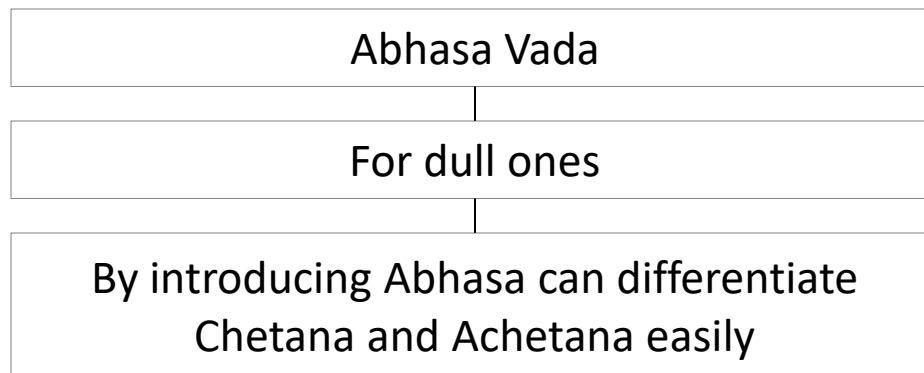 Abhasa Vada
For dull ones
By introducing Abhasa can differentiate
Chetana and Achetana easily